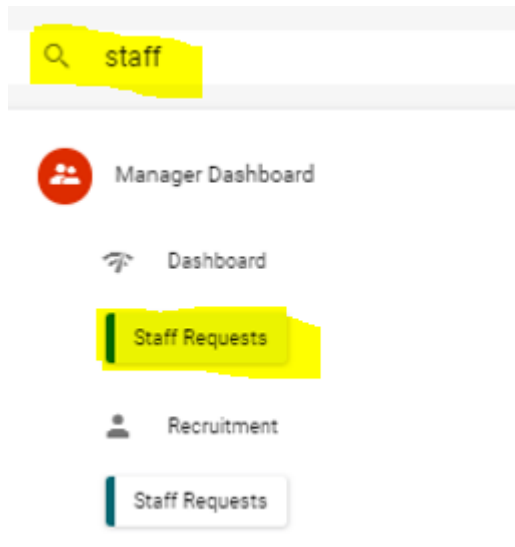 staff
Manager Dashboard
Dashboard
Staff Requests
Recruitment
Staff Requests